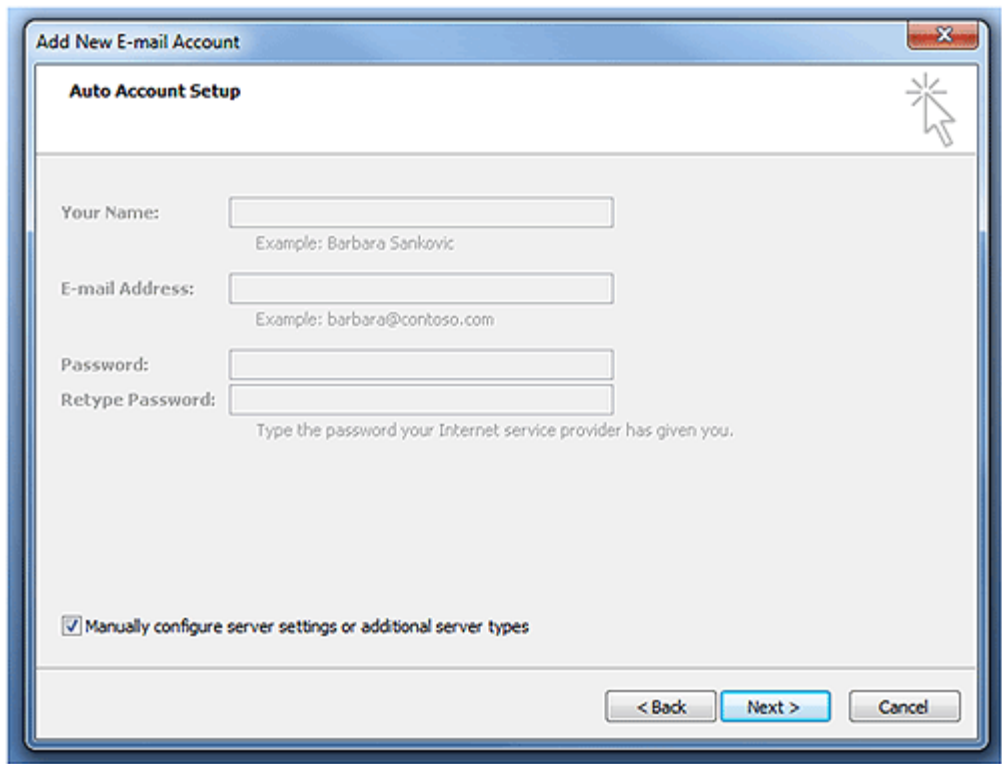 Add New E-mail Account
Auto Account Setup
Your Name:
Example: Barbara Sankovic
E-mail Address:
Example: barbara@contoso.com
Password:
Retype Password:
Type the password your Internet service provider has given you.
Manually configure server settings or additional server types
< Back Next > Cancel